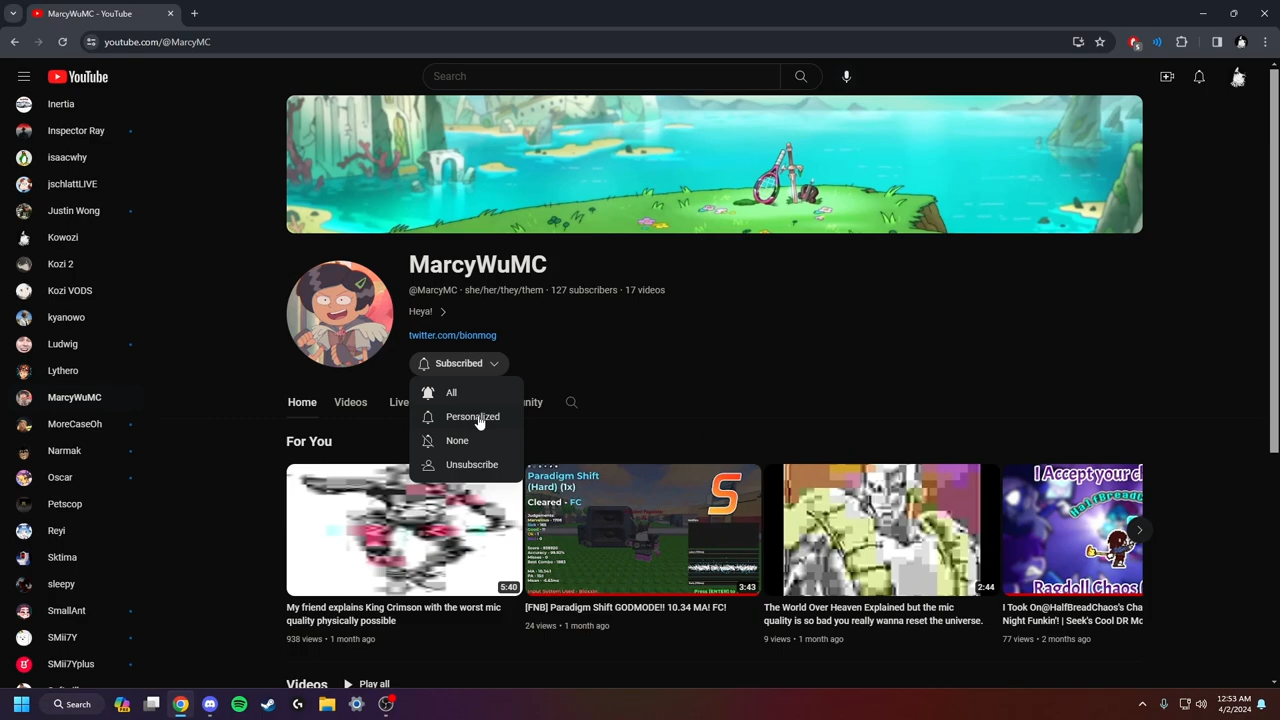 MarcyWuMC - YouTube
youtube.com/@MarcyMC
YouTube
Search
Inertia
Inspector Ray
isaacwhy
jschlattLIVE
Justin Wong
Kowozi
Kozi 2
Kozi VODS
kyanowo
Ludwig
Lythero
MarcyWuMC
MoreCaseOh
Narmak
Oscar
Petscop
Reyi
Sktima
sleepy
SmallAnt
SMii7Y
SMii7Yplus
MarcyWuMC
@MarcyMC · she/her/they/them · 127 subscribers · 17 videos
Heya!
twitter.com/bionmog
Subscribed
All
Personalized
None
Unsubscribe
Home Videos Live nity
For You
5:40
Paradigm Shift
(Hard) (1x)
Cleared - FC
S
3:43
2:44
I Accept your c
HalfBreadC
Ragdoll Chaos
My friend explains King Crimson with the worst mic
quality physically possible
938 views · 1 month ago
[FNB] Paradigm Shift GODMODE!! 10.34 MA! FC!
24 views · 1 month ago
The World Over Heaven Explained but the mic
quality is so bad you really wanna reset the universe.
9 views · 1 month ago
I Took On@HalfBreadChaos's Cha
Night Funkin'! | Seek's Cool DR Mo
77 views · 2 months ago
Videos Play all
Search
12:53 AM
4/2/2024